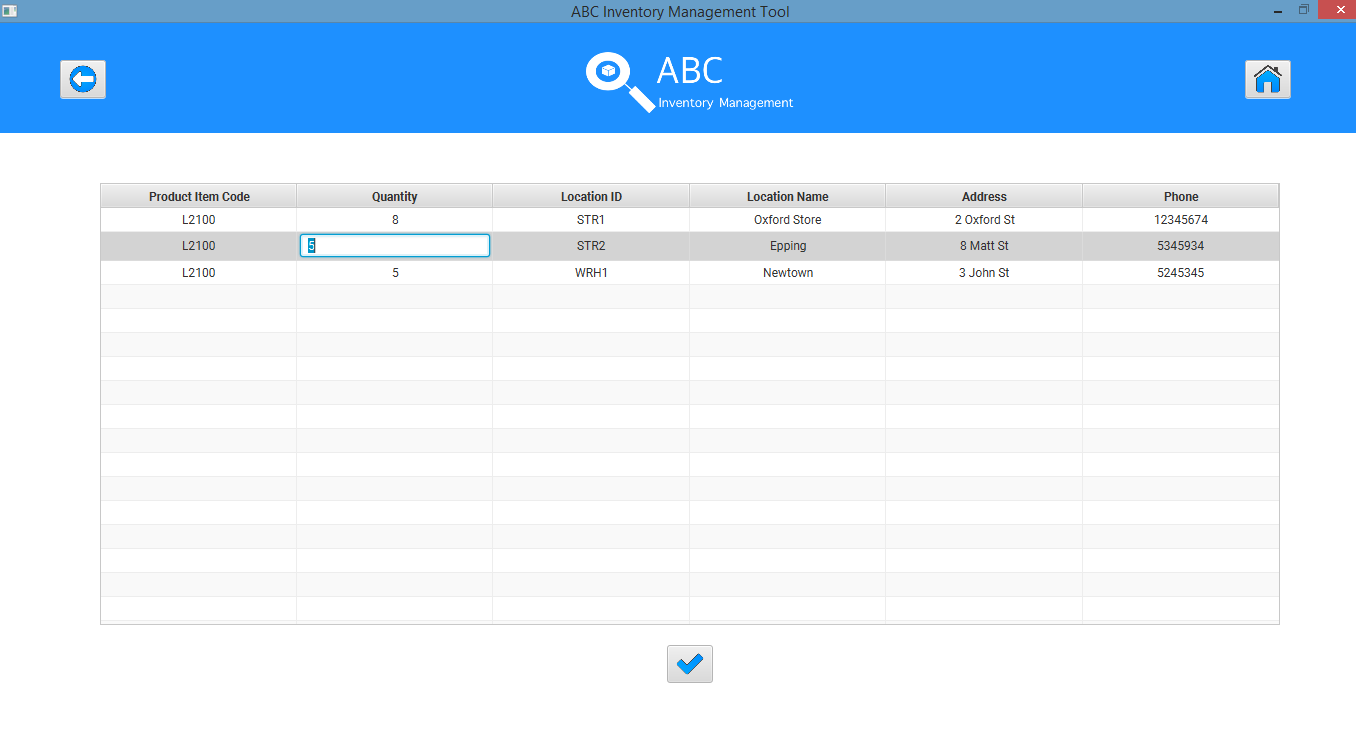 ABC Inventory Management Tool
ABC
Inventory Management
Product Item Code Quantity Location ID Location Name Address Phone
L2100 8 STR1 Oxford Store 2 Oxford St 12345674
L2100 5 STR2 Epping 8 Matt St 5345934
L2100 5 WRH1 Newtown 3 John St 5245345